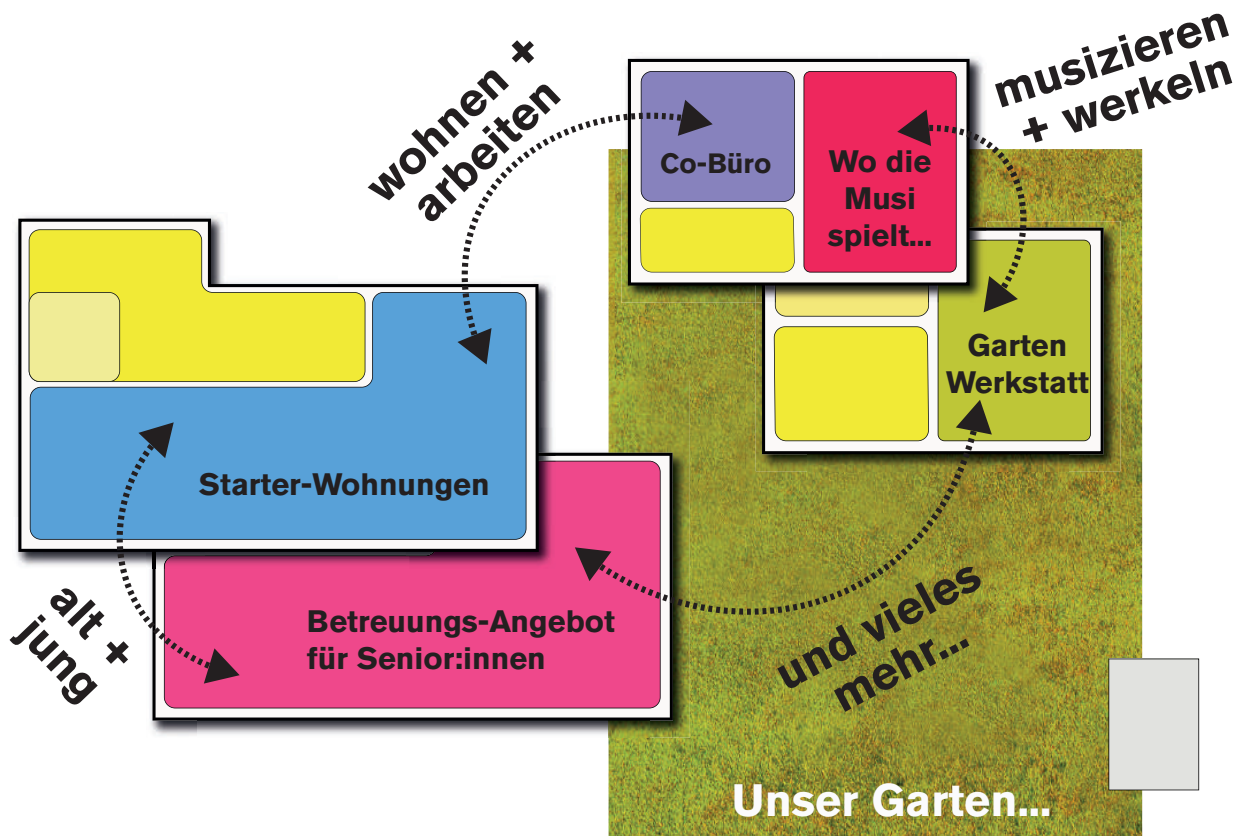 wohnen +
arbeiten
musizieren
+ werkeln
Co-Büro
Wo die
Musi
spielt...
Garten
Werkstatt
Starter-Wohnungen
alt +
jung
Betreuungs-Angebot
für Senior:innen
und vieles
mehr...
Unser Garten...